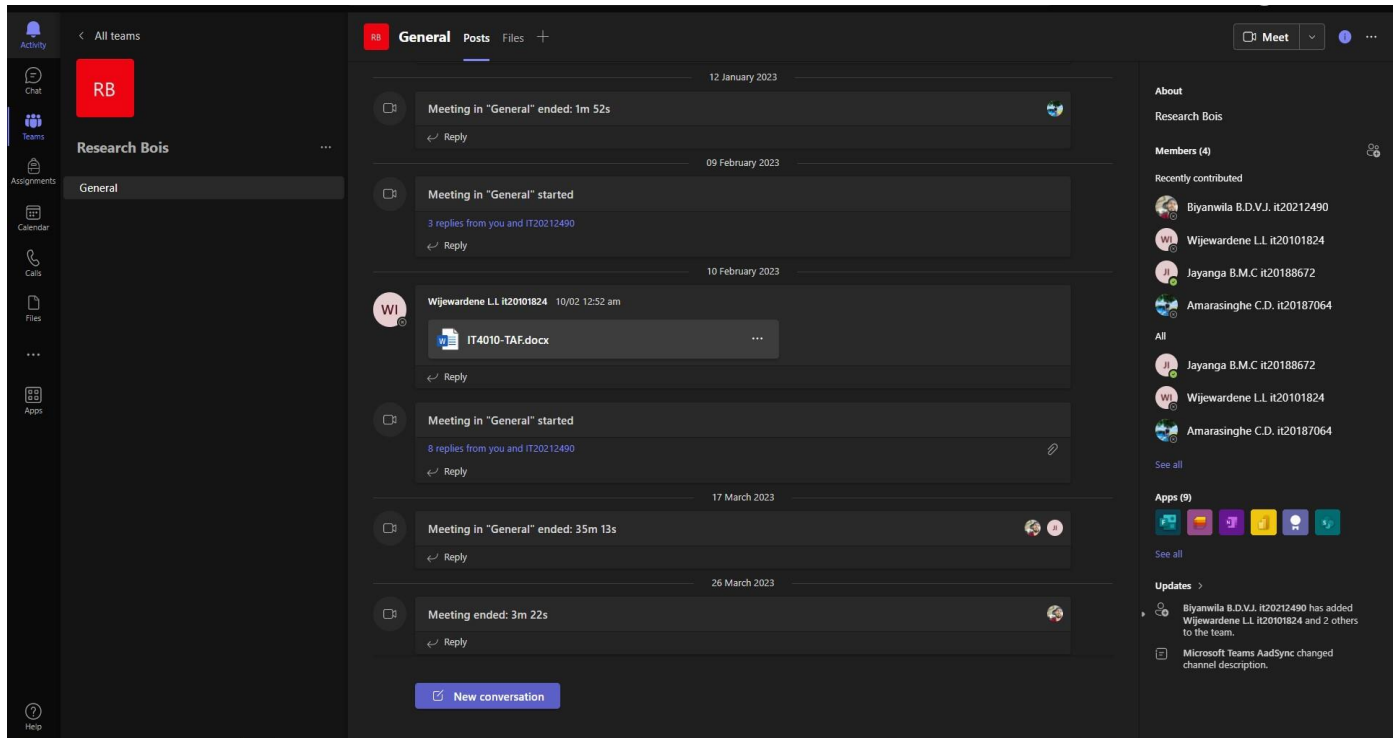 Activity
Chat
Teams
Assignments
Calendar
Calls
Files
Apps
Help
All teams
RB
Research Bois
General
RB General Posts Files
Meet
12 January 2023
Meeting in "General" ended: 1m 52s
Reply
09 February 2023
Meeting in "General" started
3 replies from you and IT20212490
Reply
10 February 2023
WI
Wijewardene L.L it20101824 10/02 12:52 am
IT4010-TAF.docx
Reply
Meeting in "General" started
8 replies from you and IT20212490
Reply
17 March 2023
Meeting in "General" ended: 35m 13s
JI
Reply
26 March 2023
Meeting ended: 3m 22s
Reply
New conversation
About
Research Bois
Members (4)
Recently contributed
Biyanwila B.D.V.J. it20212490
WI Wijewardene L.L it20101824
JI Jayanga B.M.C it20188672
Amarasinghe C.D. it20187064
All
JI Jayanga B.M.C it20188672
WI Wijewardene L.L it20101824
Amarasinghe C.D. it20187064
See all
Apps (9)
See all
Updates
Biyanwila B.D.V.J. it20212490 has added
Wijewardene L.L it20101824 and 2 others
to the team.
Microsoft Teams AadSync changed
channel description.